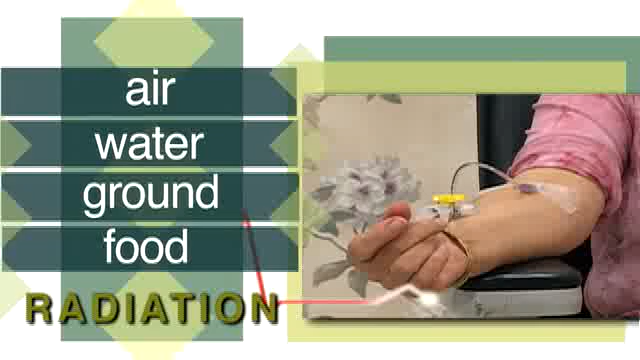 air
water
ground
food
RADIATION